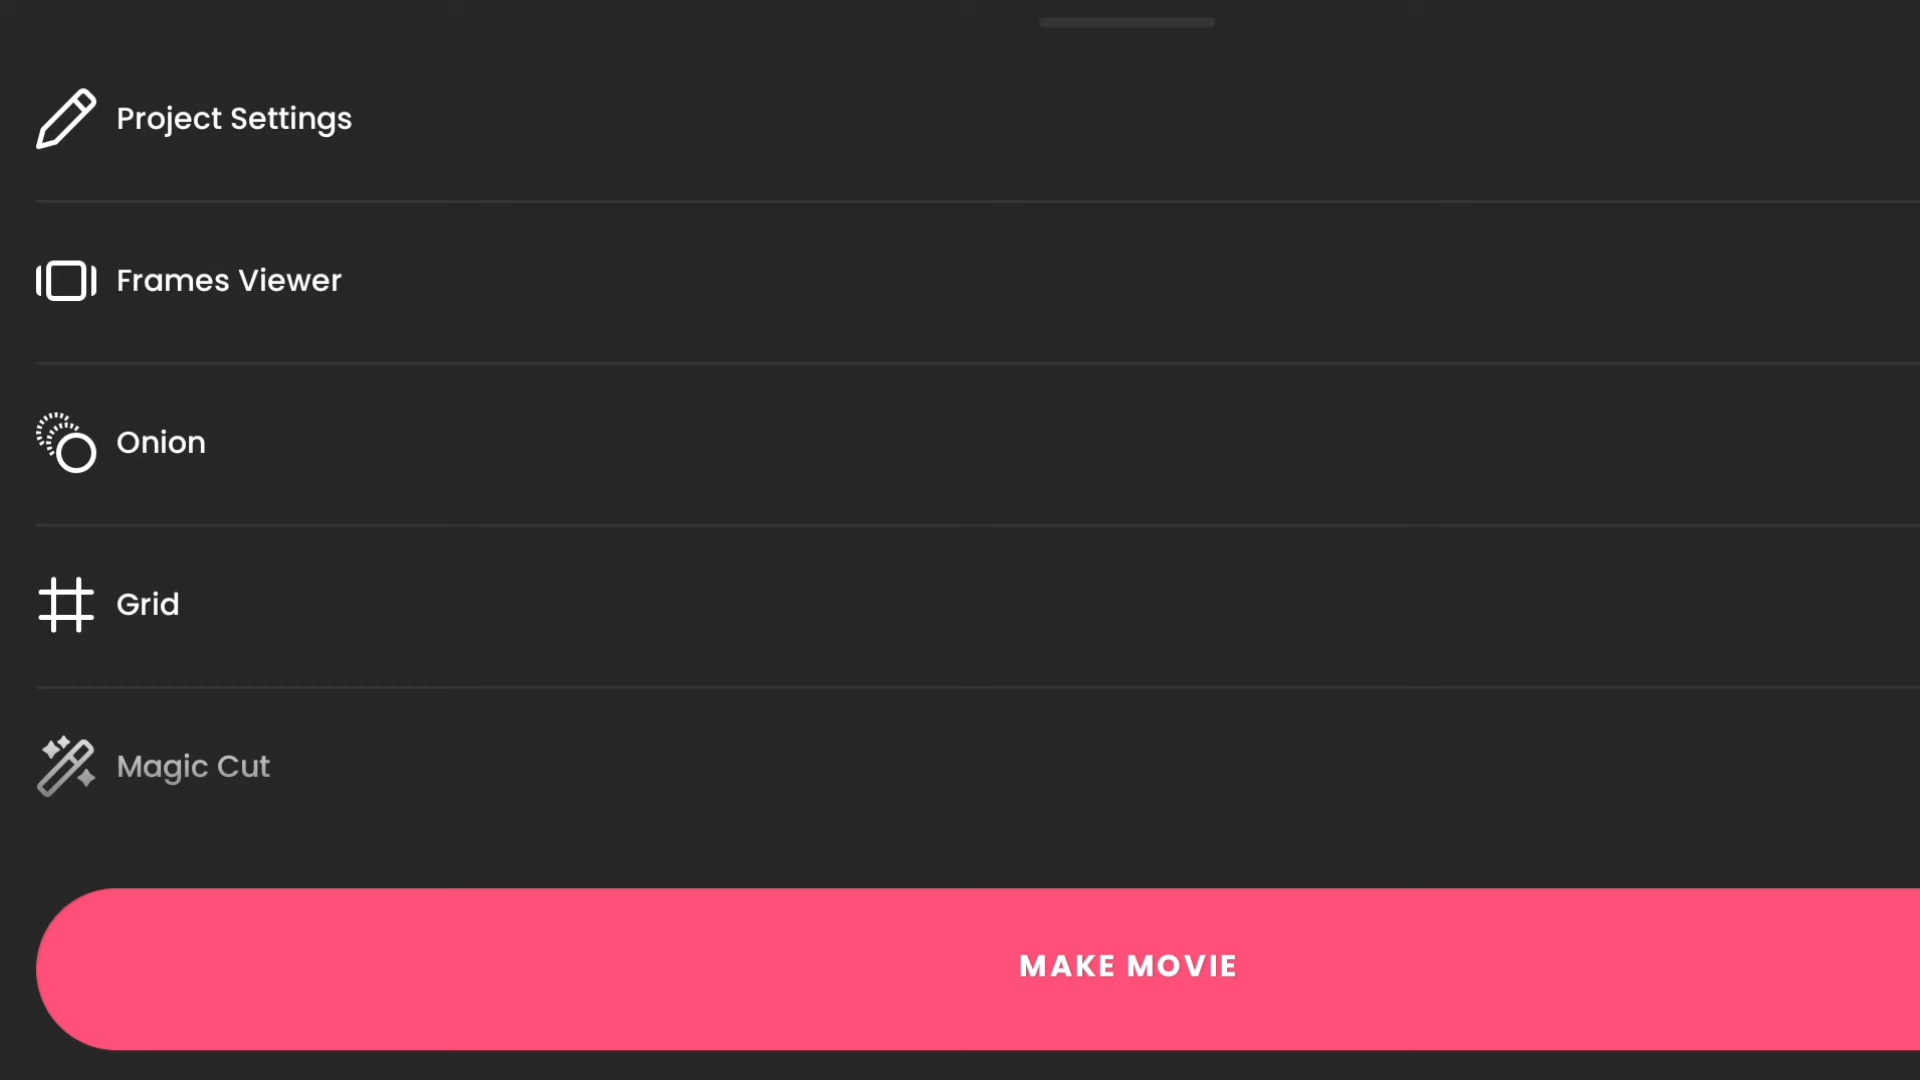 Project Settings
Frames Viewer
Onion
Grid
Magic Cut
MAKE MOVIE